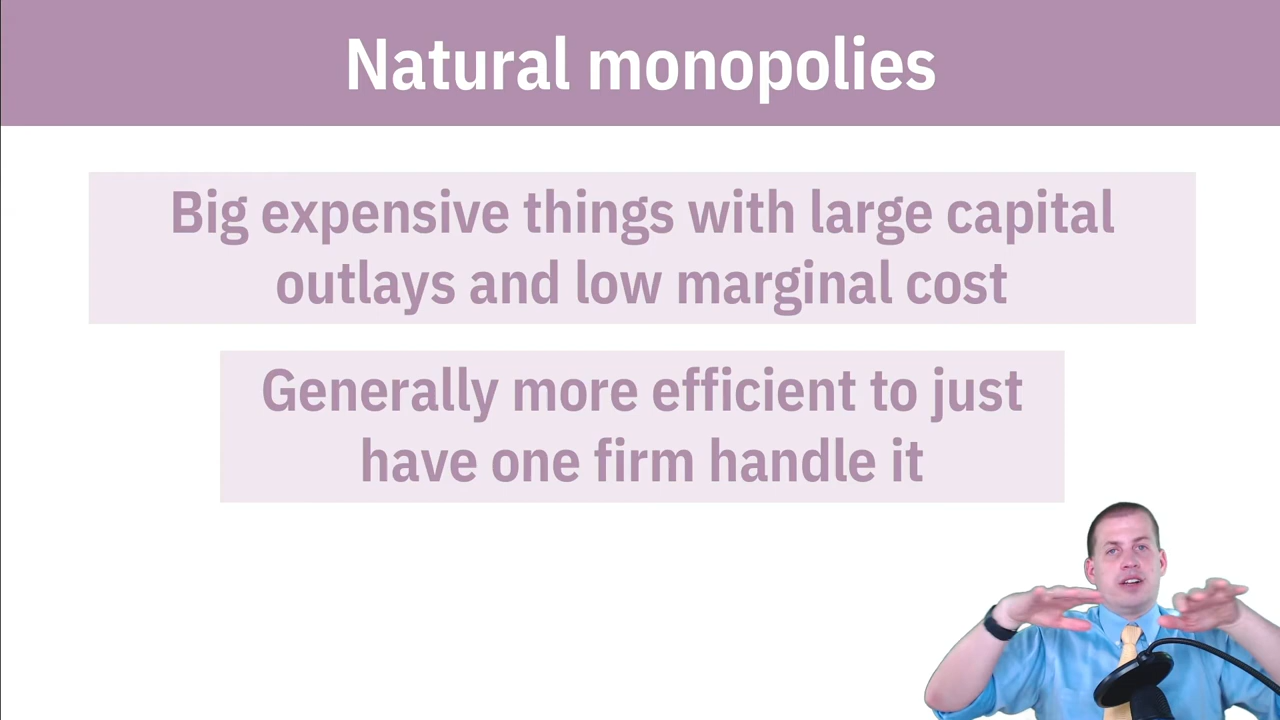 Natural monopolies
Big expensive things with large capital
outlays and low marginal cost
Generally more efficient to just
have one firm handle it